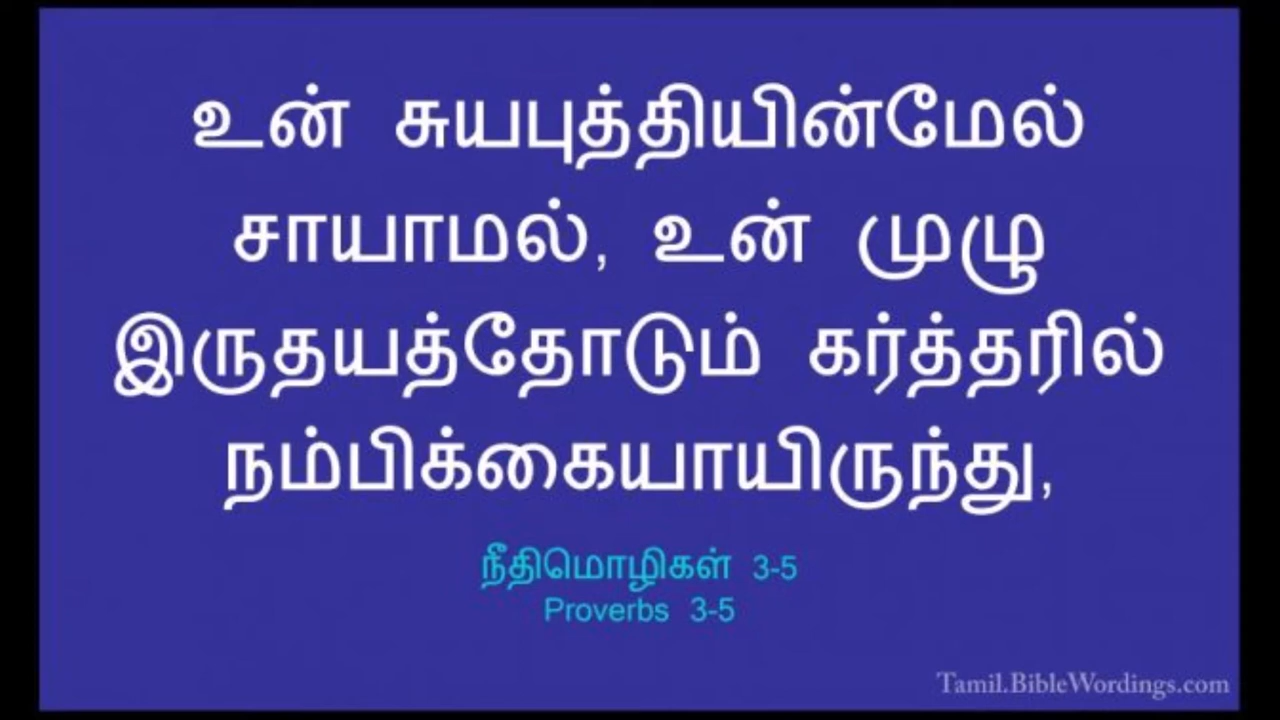 உன் சுயபுத்தியின்மேல்
சாயாமல், உன் முழு
இருதயத்தோடும் கர்த்தரில்
நம்பிக்கையாயிருந்து,
நீதிமொழிகள் 3-5
Proverbs 3-5
Tamil.BibleWordings.com